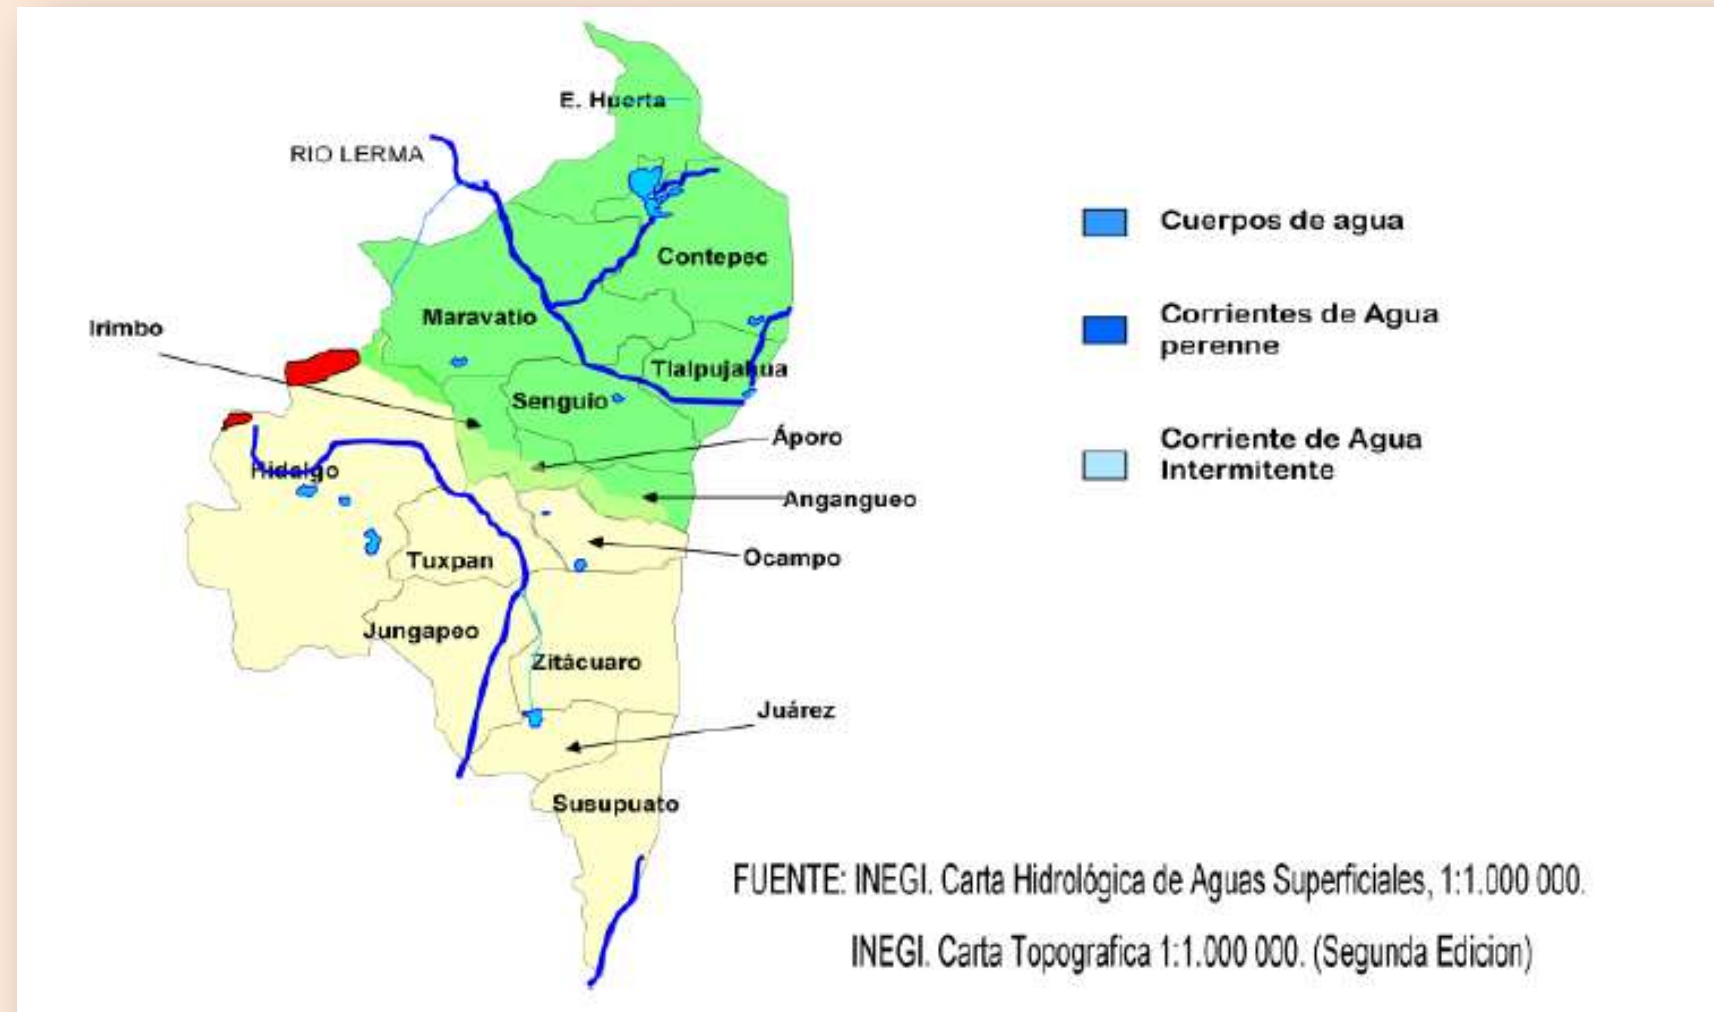 E. Huerta
RIO LERMA
Contepec
Maravatio
Irimbo
Tlalpujahua
Senguio
Áporo
Hidalgo
Angangueo
Tuxpan
Ocampo
Jungapeo
Zitácuaro
Juárez
Susupuato
Cuerpos de agua
Corrientes de Agua
perenne
Corriente de Agua
Intermitente
FUENTE: INEGI. Carta Hidrológica de Aguas Superficiales, 1:1.000 000.
INEGI. Carta Topografica 1:1.000 000. (Segunda Edicion)